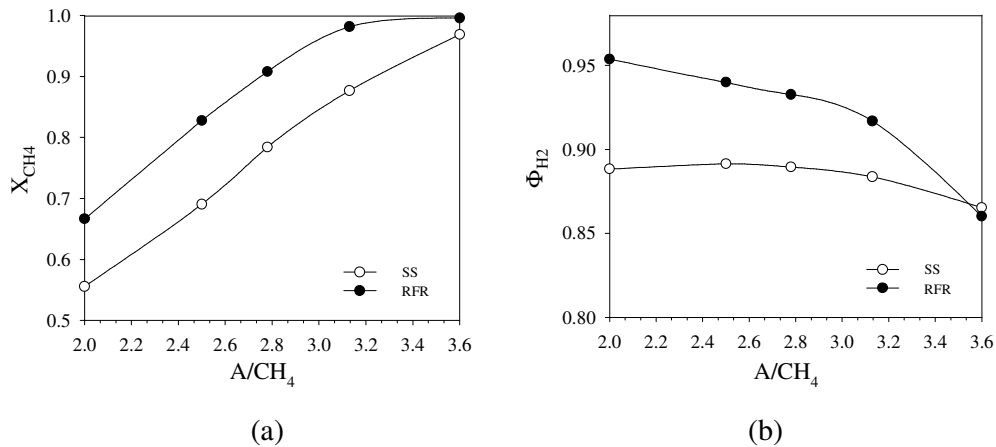 1.0
0.9
0.8
0.7
0.6
0.5
X_CH4
2.0 2.2 2.4 2.6 2.8 3.0 3.2 3.4 3.6
A/CH₄
SS
RFR
(a)
0.95
0.90
0.85
0.80
Φ_H2
2.0 2.2 2.4 2.6 2.8 3.0 3.2 3.4 3.6
A/CH₄
SS
RFR
(b)